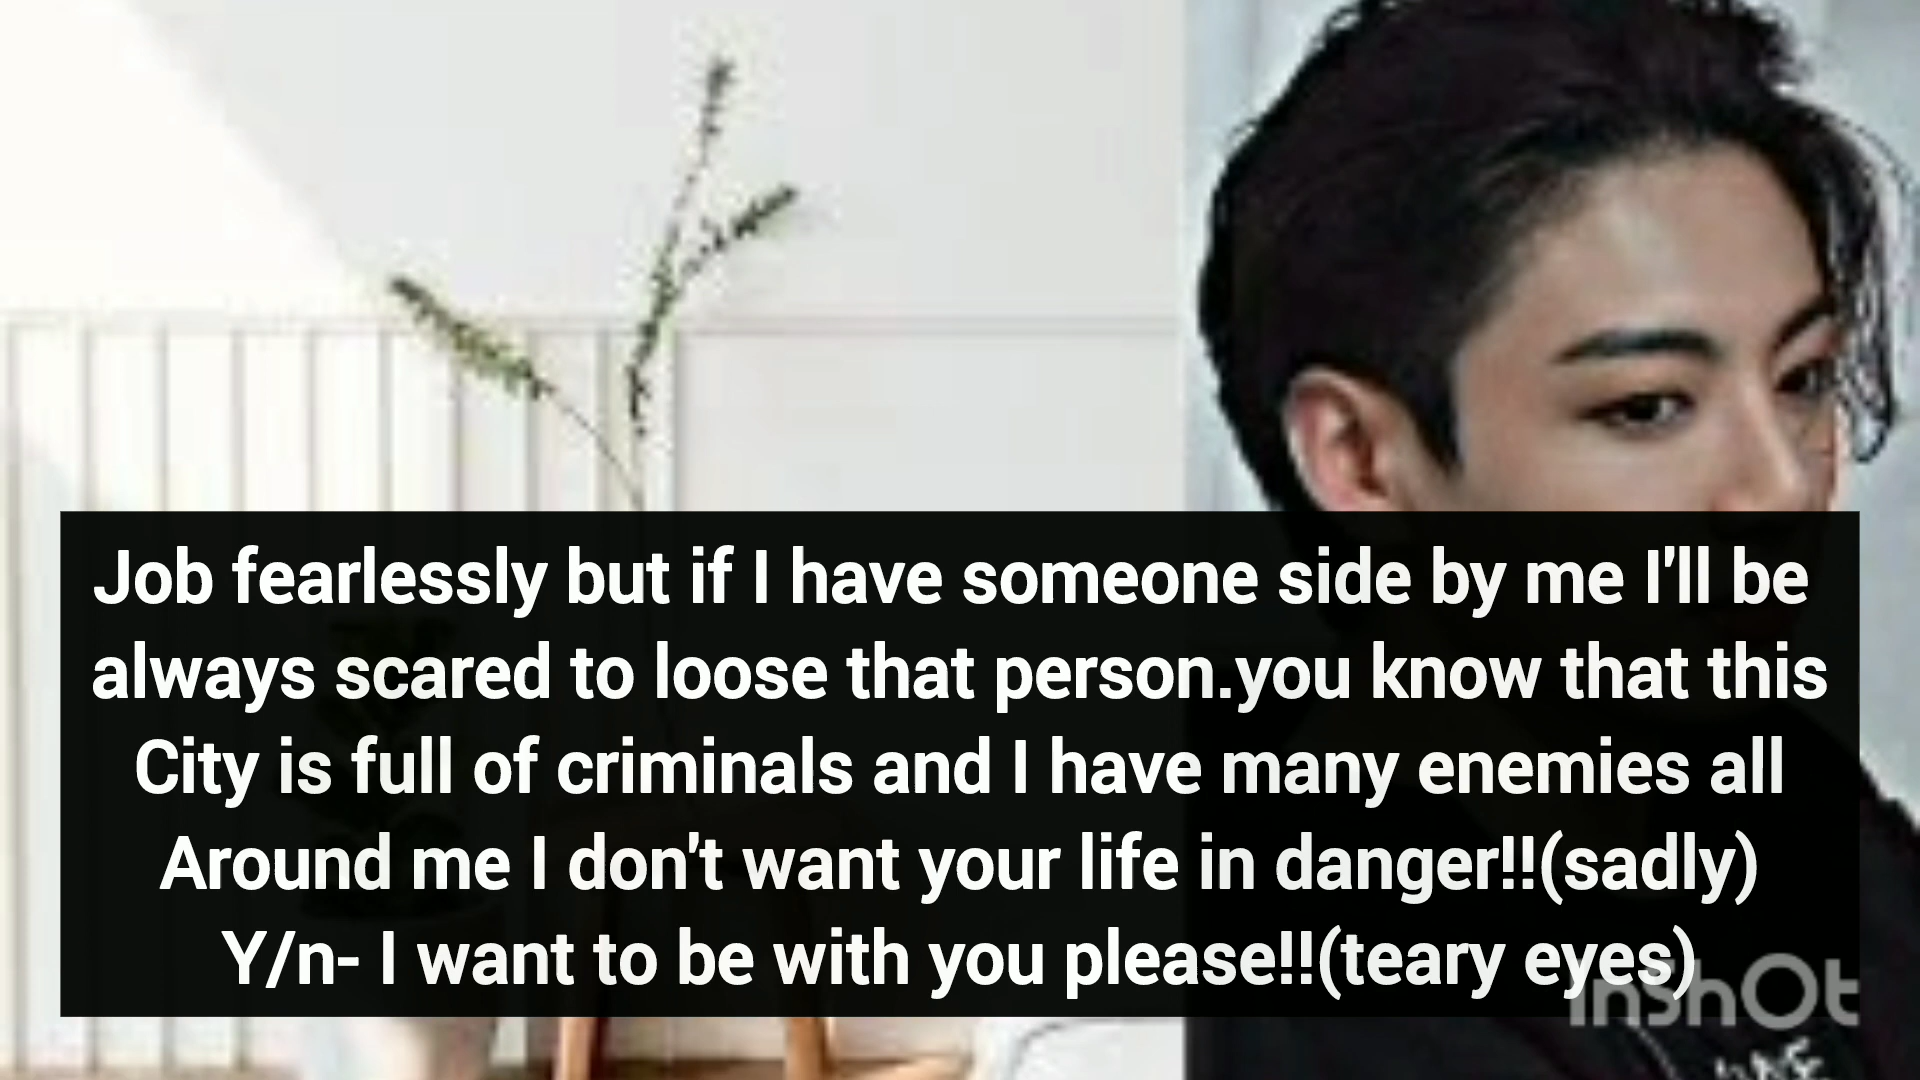 Job fearlessly but if I have someone side by me I'll be
always scared to loose that person.you know that this
City is full of criminals and I have many enemies all
Around me I don't want your life in danger!!(sadly)
Y/n- I want to be with you please!!(teary eyes)
InShOt